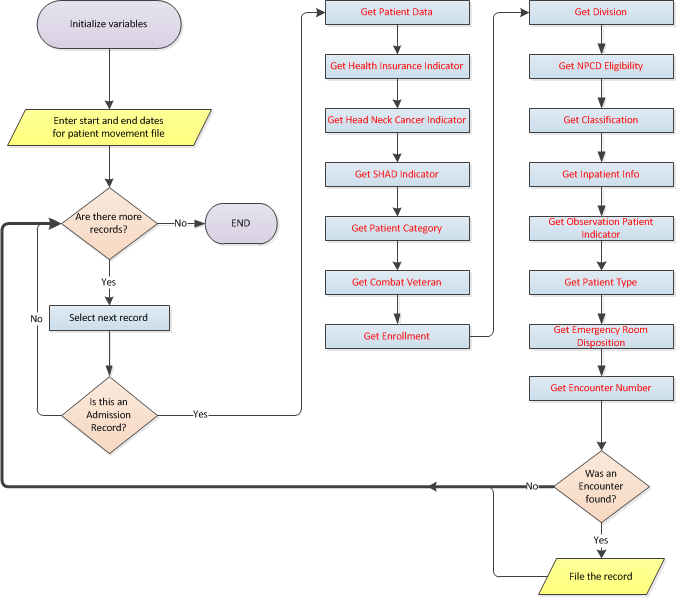 Initialize variables
Enter start and end dates
for patient movement file
Are there more
records?
No
END
Yes
Select next record
No
Is this an
Admission
Record?
Yes
Get Patient Data
Get Health Insurance Indicator
Get Head Neck Cancer Indicator
Get SHAD Indicator
Get Patient Category
Get Combat Veteran
Get Enrollment
Get Division
Get NPCD Eligibility
Get Classification
Get Inpatient Info
Get Observation Patient
Indicator
Get Patient Type
Get Emergency Room
Disposition
Get Encounter Number
Was an
Encounter
found?
No
Yes
File the record